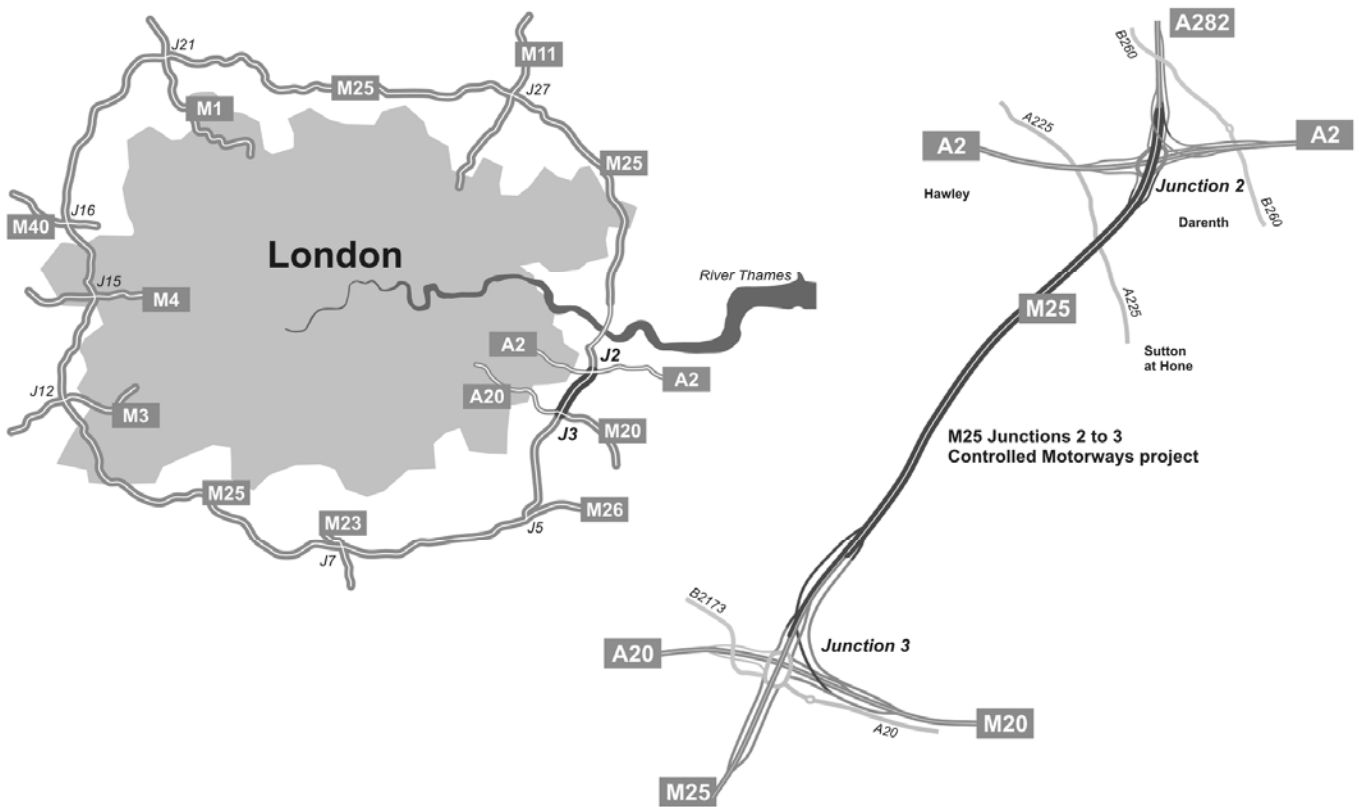 J21
M11
M25
J27
M1
M25
J16
M40
London
J15
M4
River Thames
A2
J2
A2
A20
J12
M3
M20
J3
M25
M23
M26
J5
J7
A282
B260
A225
A2
A2
Junction 2
Hawley
B260
Darenth
A225
M25
Sutton
at Hone
M25 Junctions 2 to 3
Controlled Motorways project
B2173
A20
Junction 3
M20
A20
M25